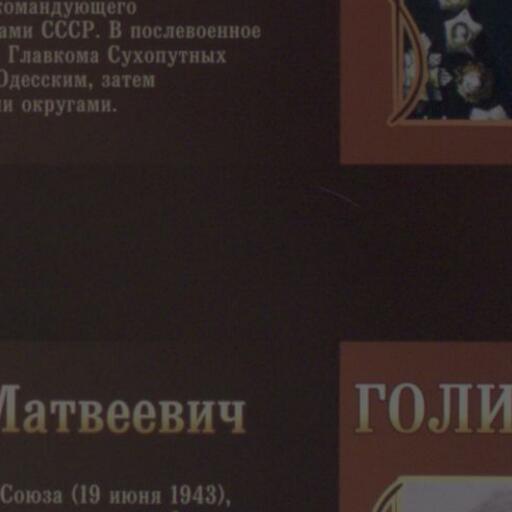 командующего
ами СССР. В послевоенное
Главкома Сухопутных
Одесским, затем
и округами.
Матвеевич
ГОЛИ
Союза (19 июня 1943),